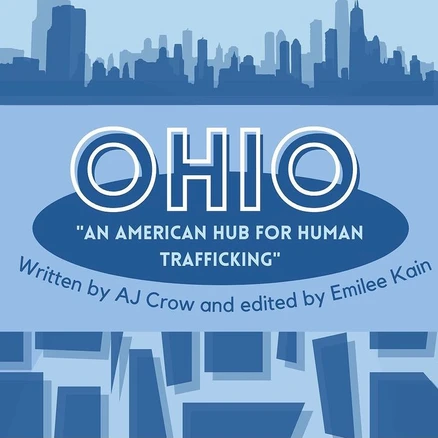 OHIO
"AN AMERICAN HUB FOR HUMAN
TRAFFICKING"
Written by AJ Crow and edited by Emilee Kain